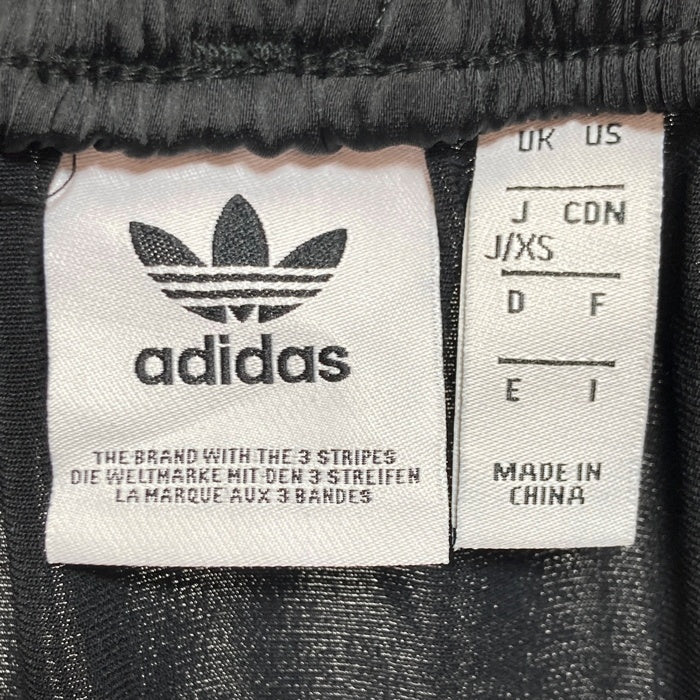 adidas
THE BRAND WITH THE 3 STRIPES
DIE WELTMARKE MIT DEN 3 STREIFEN
LA MARQUE AUX 3 BANDES
UK US
J CDN
J/XS
D F
E I
MADE IN
CHINA